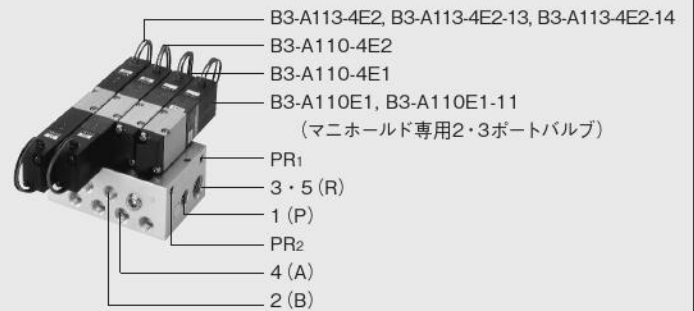 B3-A113-4E2, B3-A113-4E2-13, B3-A113-4E2-14
B3-A110-4E2
B3-A110-4E1
B3-A110E1, B3-A110E1-11
（マニホールド専用2・3ポートバルブ）
PR1
3・5（R）
1（P）
PR2
4（A）
2（B）